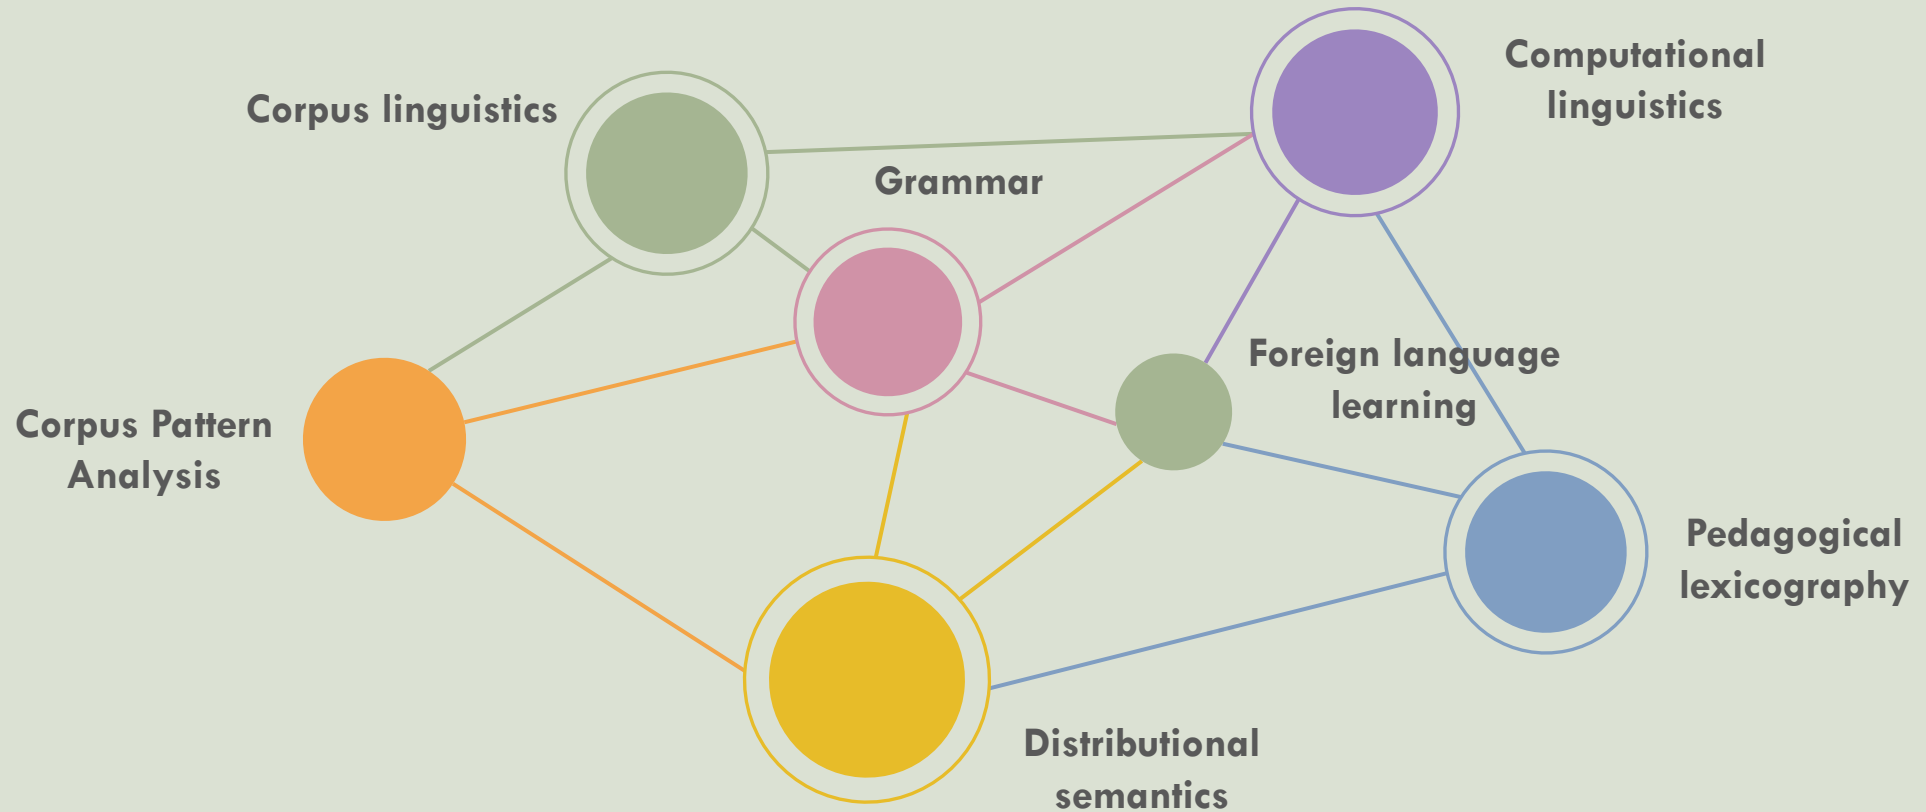 Computational
linguistics
Corpus linguistics
Grammar
Foreign language
learning
Corpus Pattern
Analysis
Pedagogical
lexicography
Distributional
semantics